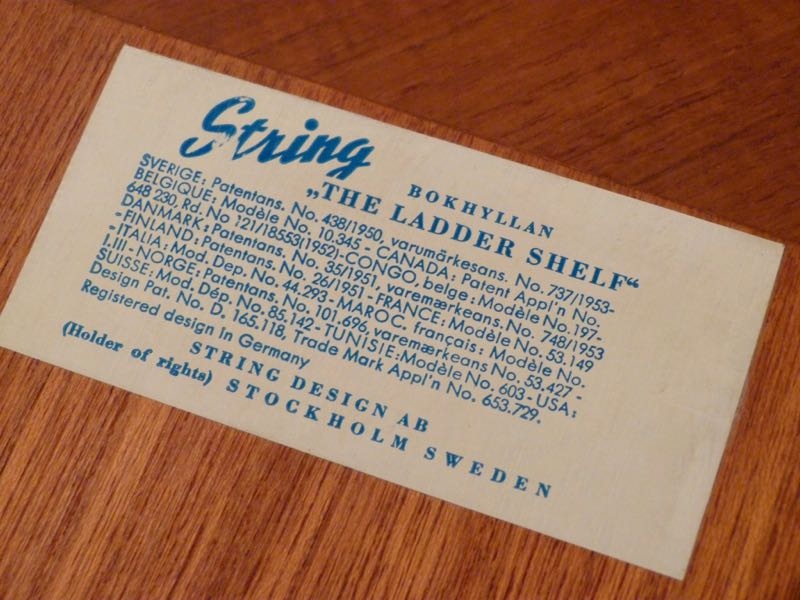 String
BOKHYLLAN
„THE LADDER SHELF“
SVERIGE: Patentans. No. 438/1950, varumärkesans. No. 737/1953-
BELGIQUE: Modèle No. 10.345 - CANADA: Patent Appl'n No.
648 230, Rd. No 121/18553(1952)-CONGO, belge: Modèle No. 197-
DANMARK: Patentans. No. 35/1951, varemærkeans. No. 748/1953
-FINLAND: Patentans. No. 26/1951 - FRANCE: Modèle No. 53.149
-ITALIA: Mod. Dep. No. 44.293 - MAROC. français: Modèle No.
I.III - NORGE: Patentans. No. 101.696, varemærkeans No. 53.427 -
SUISSE: Mod. Dép. No. 85.142 - TUNISIE: Modèle No. 603 - USA:
Design Pat. No. D. 165.118, Trade Mark Appl'n No. 653.729.
Registered design in Germany
STRING DESIGN AB
(Holder of rights) STOCKHOLM SWEDEN